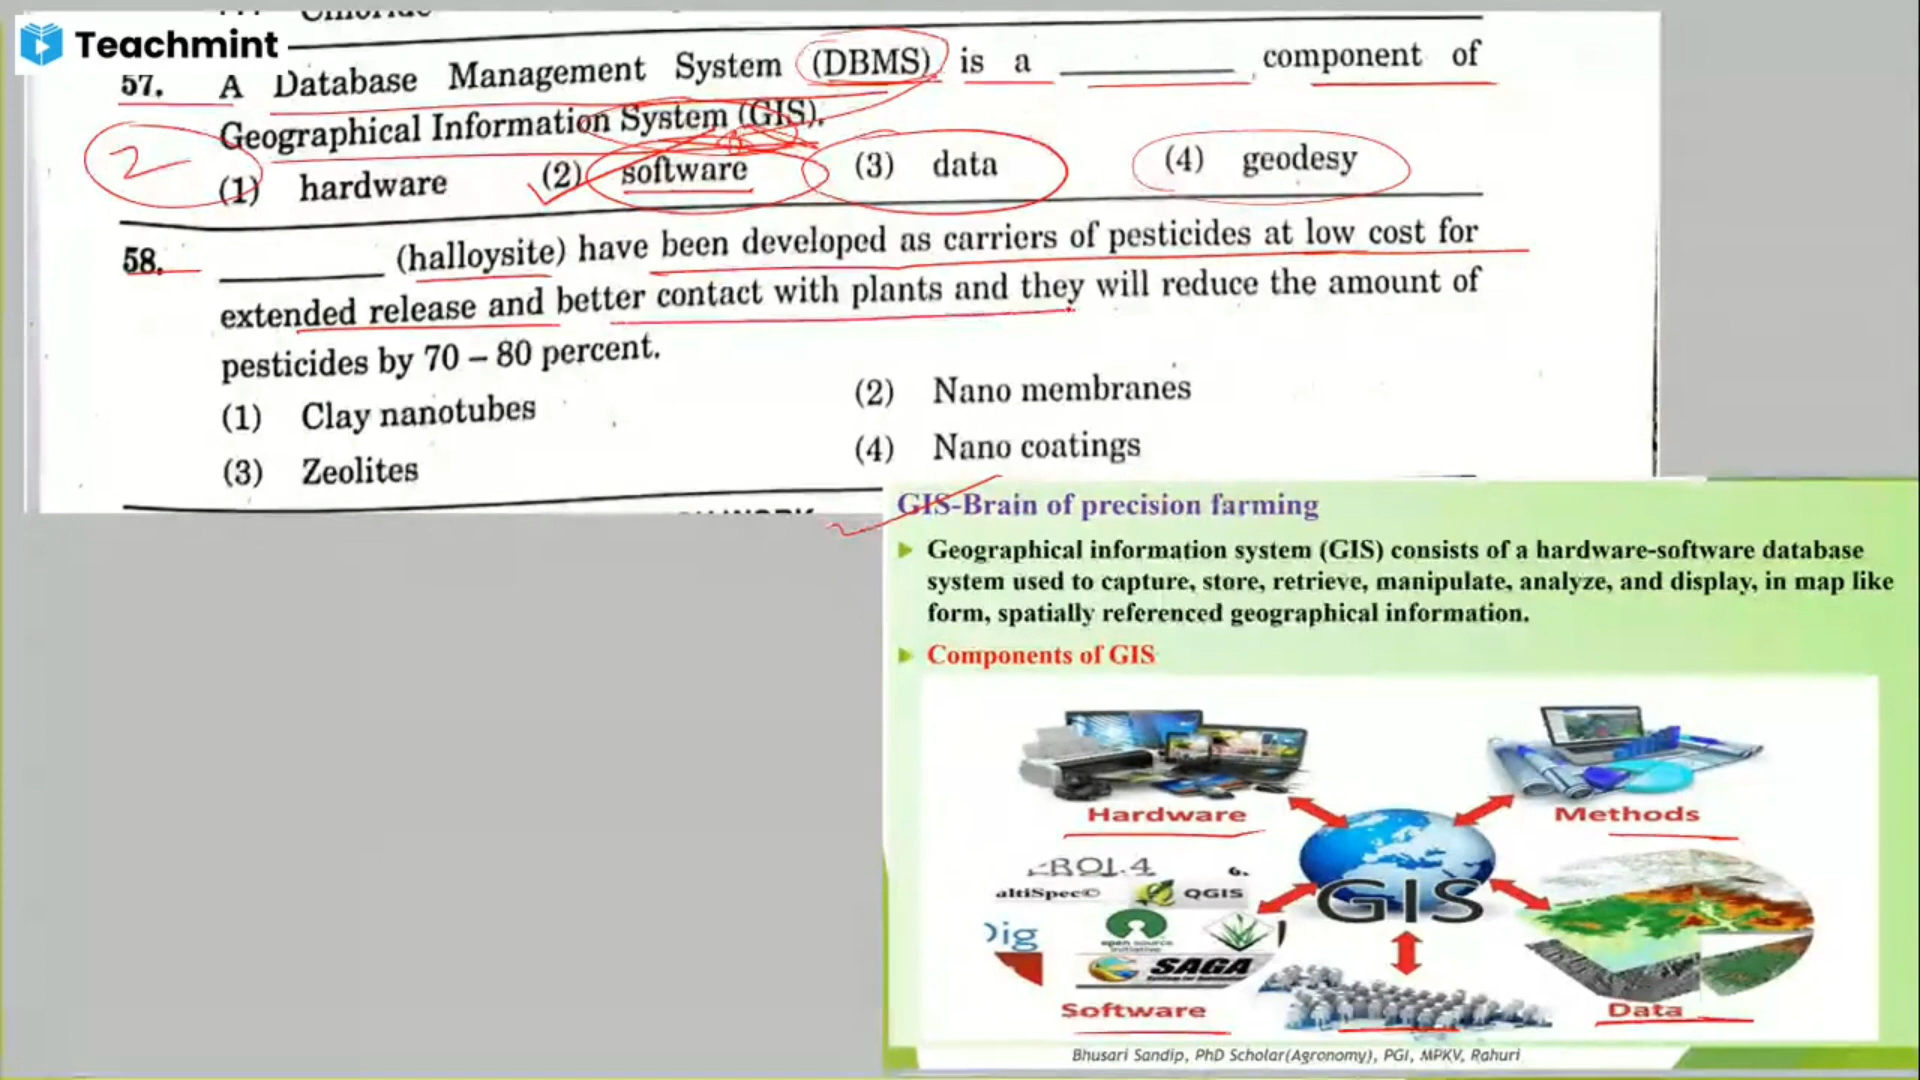 Chloride
Teachmint
57. A Database Management System (DBMS) is a ________ component of
Geographical Information System (GIS).
2
(1) hardware (2) software (3) data (4) geodesy
58. ________ (halloysite) have been developed as carriers of pesticides at low cost for
extended release and better contact with plants and they will reduce the amount of
pesticides by 70 – 80 percent.
(1) Clay nanotubes (2) Nano membranes
(3) Zeolites (4) Nano coatings
GIS-Brain of precision farming
Geographical information system (GIS) consists of a hardware-software database
system used to capture, store, retrieve, manipulate, analyze, and display, in map like
form, spatially referenced geographical information.
Components of GIS
Hardware Methods
altiSpec© QGIS
GIS
open source
initiative
SAGA
Software Data
Bhusari Sandip, PhD Scholar(Agronomy), PGI, MPKV, Rahuri